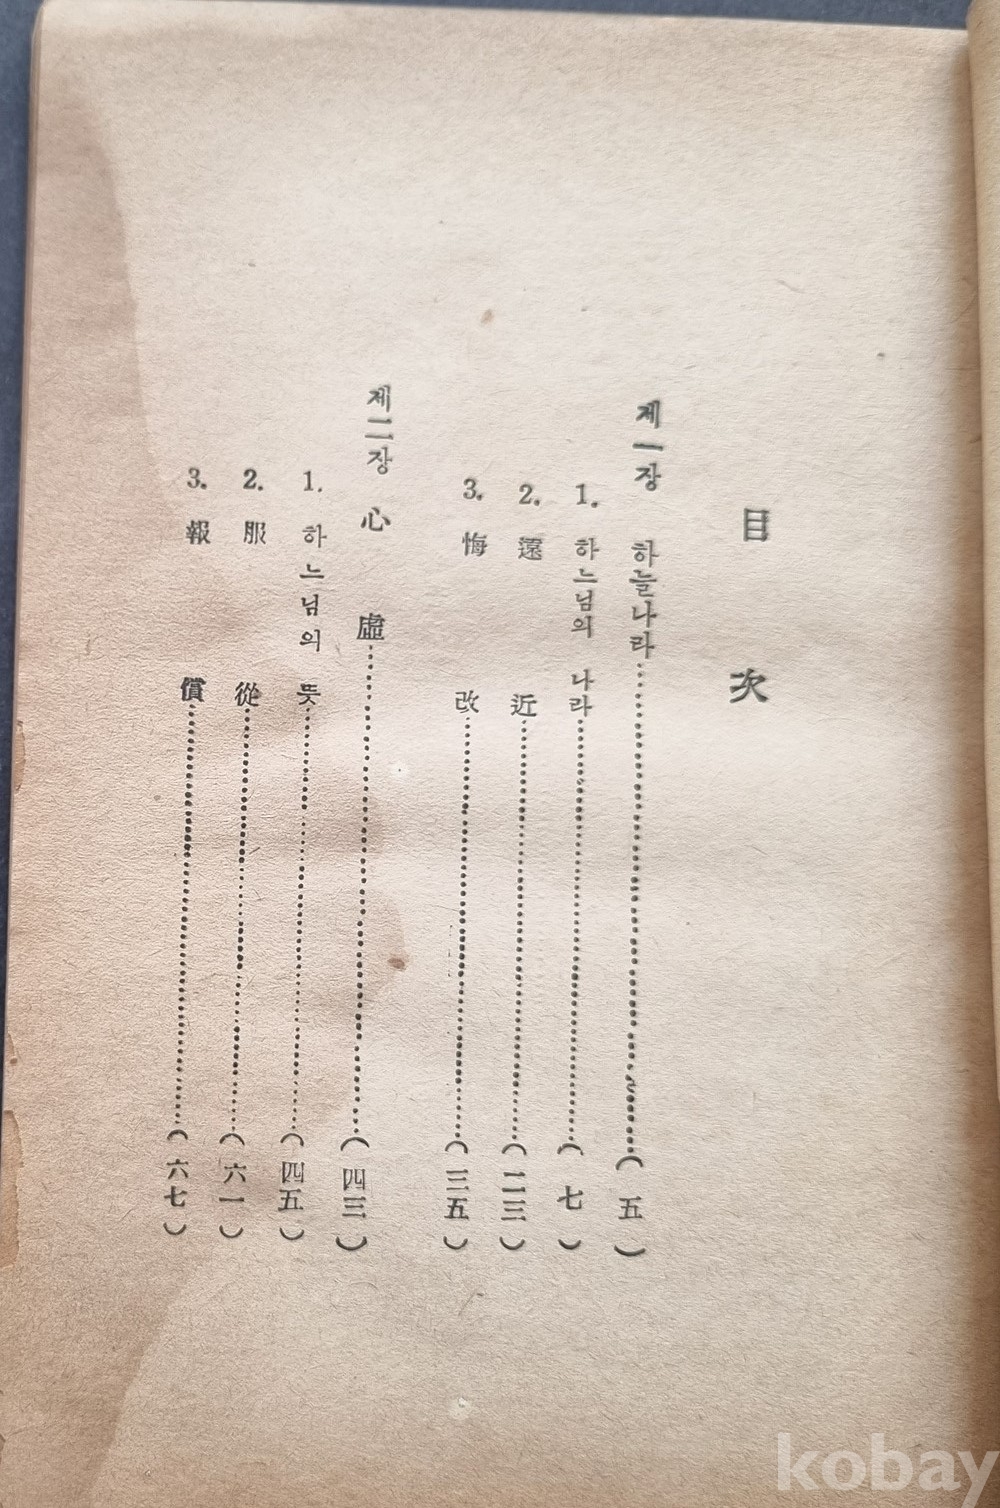 目次
제一장 하늘나라……(五)
1. 하느님의 나라……(七)
2. 遠近……(二三)
3. 悔改……(三五)
제二장 心虛……(四三)
1. 하느님의 뜻……(四五)
2. 服從……(六一)
3. 報償……(六七)
kobay